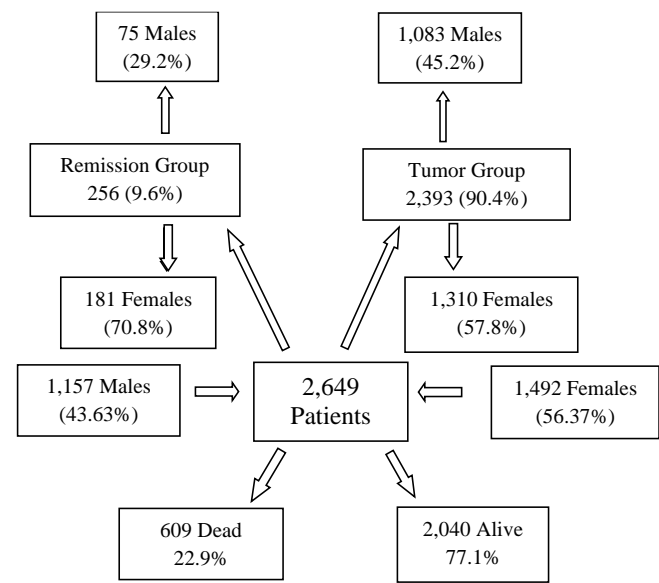 75 Males
(29.2%)
1,083 Males
(45.2%)
Remission Group
256 (9.6%)
Tumor Group
2,393 (90.4%)
181 Females
(70.8%)
1,310 Females
(57.8%)
1,157 Males
(43.63%)
2,649
Patients
1,492 Females
(56.37%)
609 Dead
22.9%
2,040 Alive
77.1%